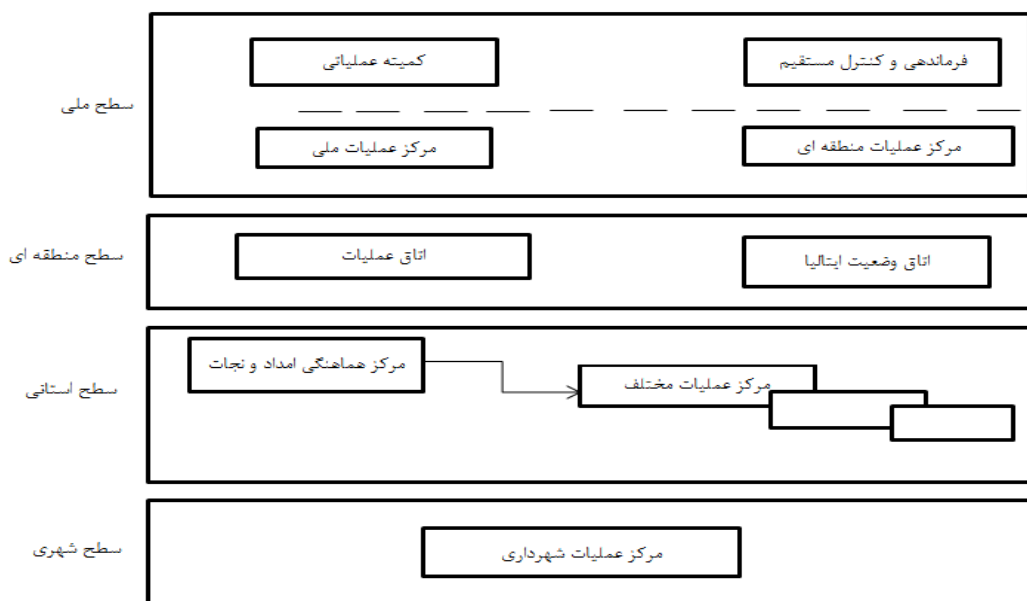 سطح ملی
فرماندهی و کنترل مستقیم
کمیته عملیاتی
مرکز عملیات منطقه ای
مرکز عملیات ملی
سطح منطقه ای
اتاق وضعیت ایتالیا
اتاق عملیات
سطح استانی
مرکز هماهنگی امداد و نجات
مرکز عملیات مختلف
سطح شهری
مرکز عملیات شهرداری